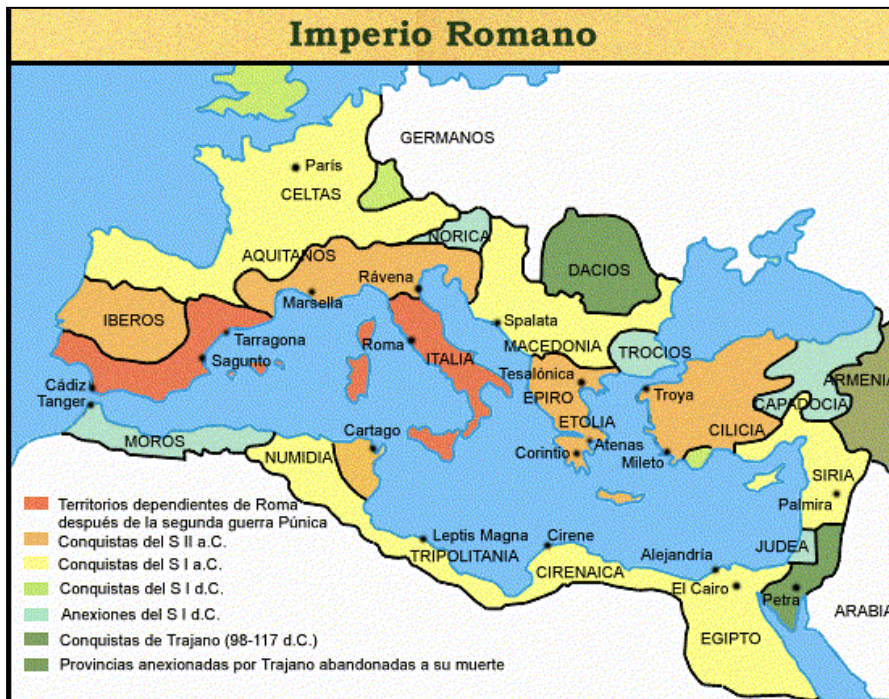 Imperio Romano
GERMANOS
París
CELTAS
NORICA
AQUITANOS
DACIOS
Rávena
Marsella
IBEROS
Spalata
Tarragona
Roma
ITALIA
MACEDONIA
TROCIOS
Sagunto
Tesalónica
ARMENIA
Cádiz
EPIRO
Troya
CAPADOCIA
Tanger
ETOLIA
MOROS
Cartago
CILICIA
Atenas
NUMIDIA
Corintio
Mileto
SIRIA
Palmira
Territorios dependientes de Roma
después de la segunda guerra Púnica
Conquistas del S II a.C.
Conquistas del S I a.C.
Conquistas del S I d.C.
Anexiones del S I d.C.
Conquistas de Trajano (98-117 d.C.)
Provincias anexionadas por Trajano abandonadas a su muerte
Leptis Magna
Cirene
JUDEA
TRIPOLITANIA
Alejandría
CIRENAICA
El Cairo
Petra
ARABIA
EGIPTO